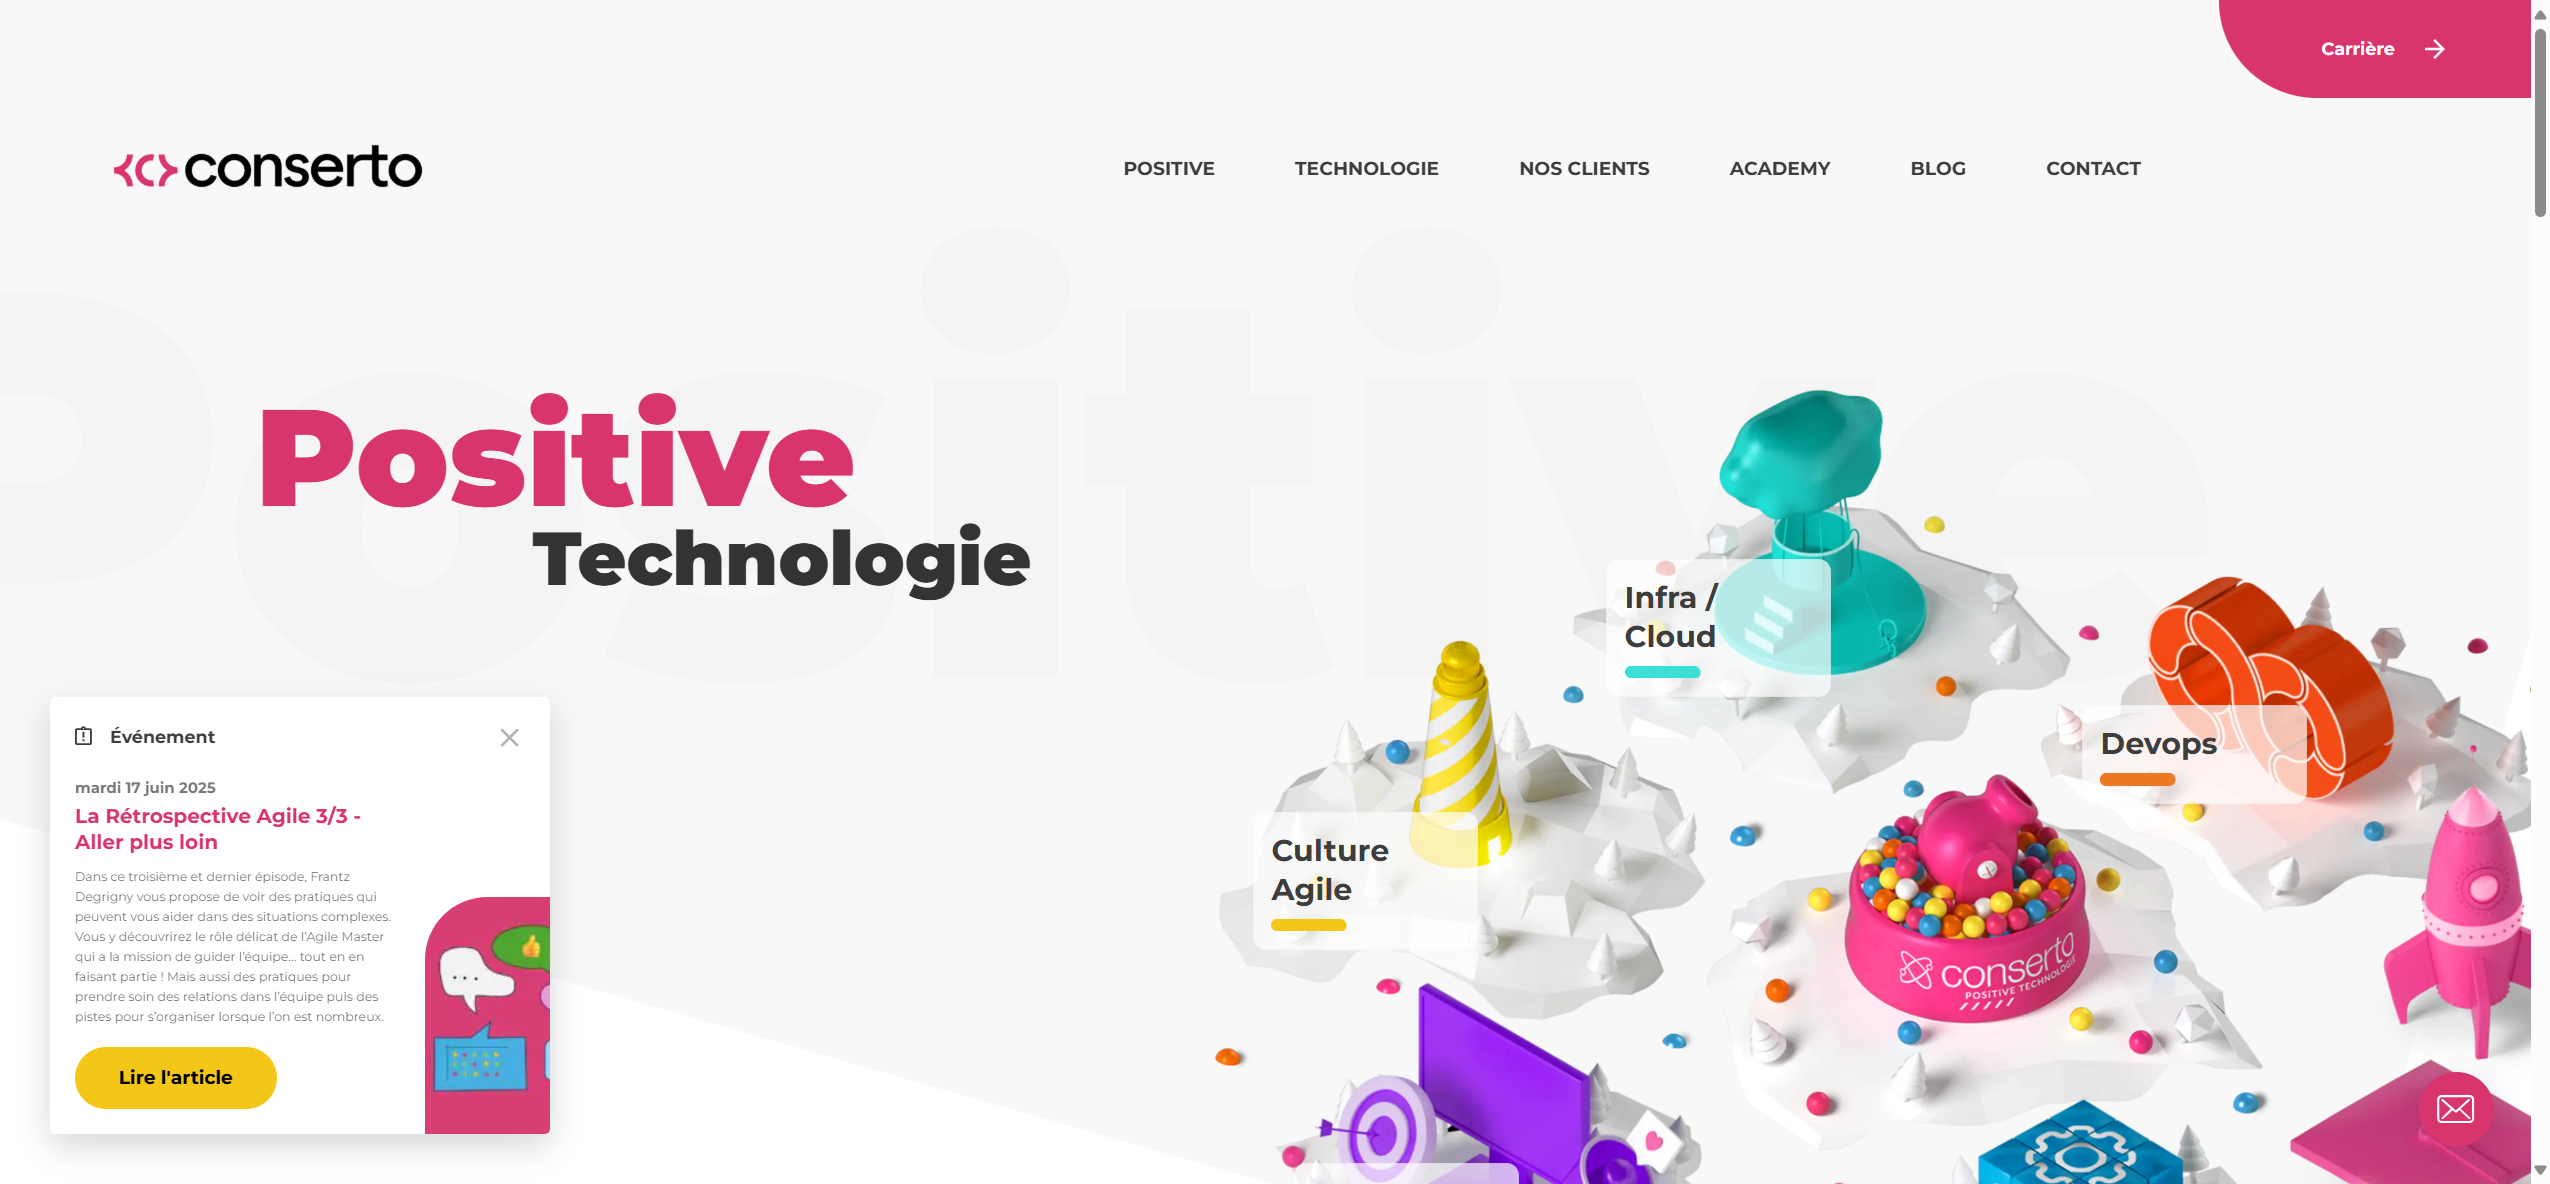 Carrière
conserto
POSITIVE
TECHNOLOGIE
NOS CLIENTS
ACADEMY
BLOG
CONTACT
Positive
Positive
Technologie
Infra /
Cloud
Devops
Culture
Agile
conserto
POSITIVE TECHNOLOGIE
Événement
mardi 17 juin 2025
La Rétrospective Agile 3/3 -
Aller plus loin
Dans ce troisième et dernier épisode, Frantz
Degrigny vous propose de voir des pratiques qui
peuvent vous aider dans des situations complexes.
Vous y découvrirez le rôle délicat de l’Agile Master
qui a la mission de guider l’équipe… tout en en
faisant partie ! Mais aussi des pratiques pour
prendre soin des relations dans l’équipe puis des
pistes pour s’organiser lorsque l’on est nombreux.
Lire l'article